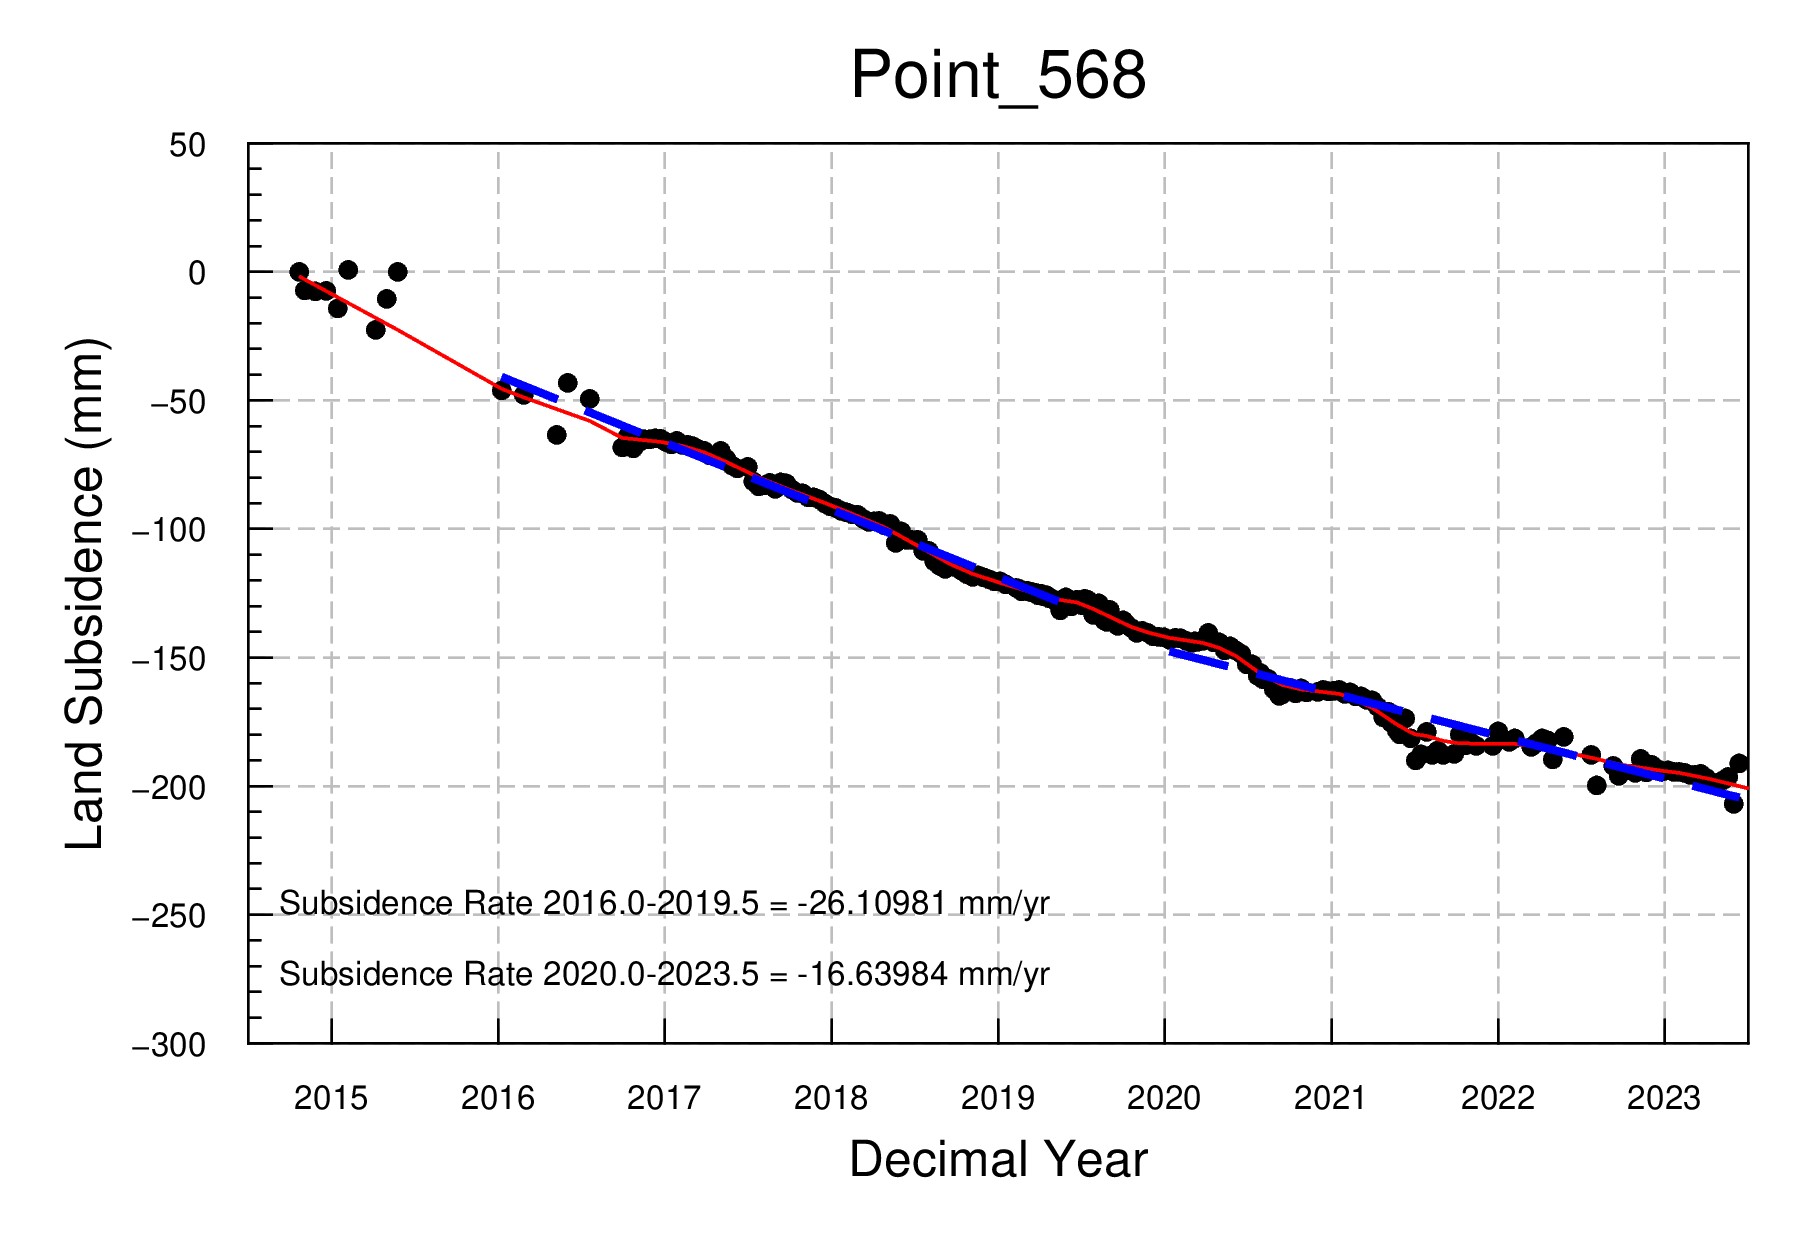 Point_568
50
0
−50
−100
−150
−200
−250
−300
Land Subsidence (mm)
Subsidence Rate 2016.0-2019.5 = -26.10981 mm/yr
Subsidence Rate 2020.0-2023.5 = -16.63984 mm/yr
2015 2016 2017 2018 2019 2020 2021 2022 2023
Decimal Year